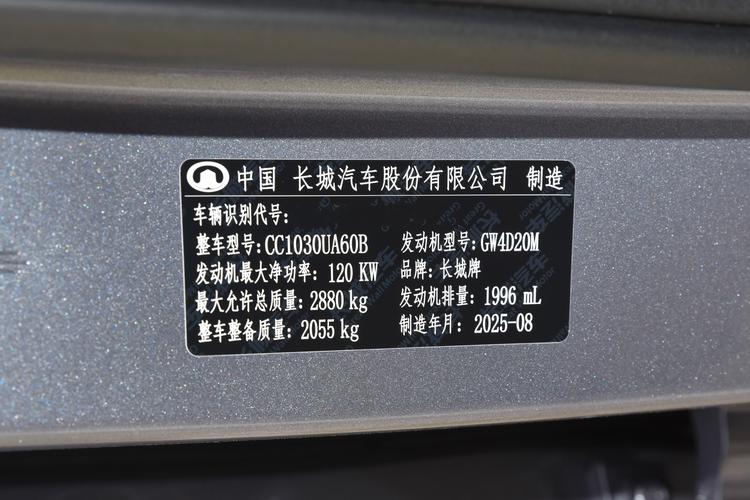 中国 长城汽车股份有限公司 制造
车辆识别代号：
整车型号：CC1030UA60B 发动机型号：GW4D20M
发动机最大净功率：120 KW 品牌：长城牌
最大允许总质量：2880 kg 发动机排量：1996 mL
整车整备质量：2055 kg 制造年月：2025-08